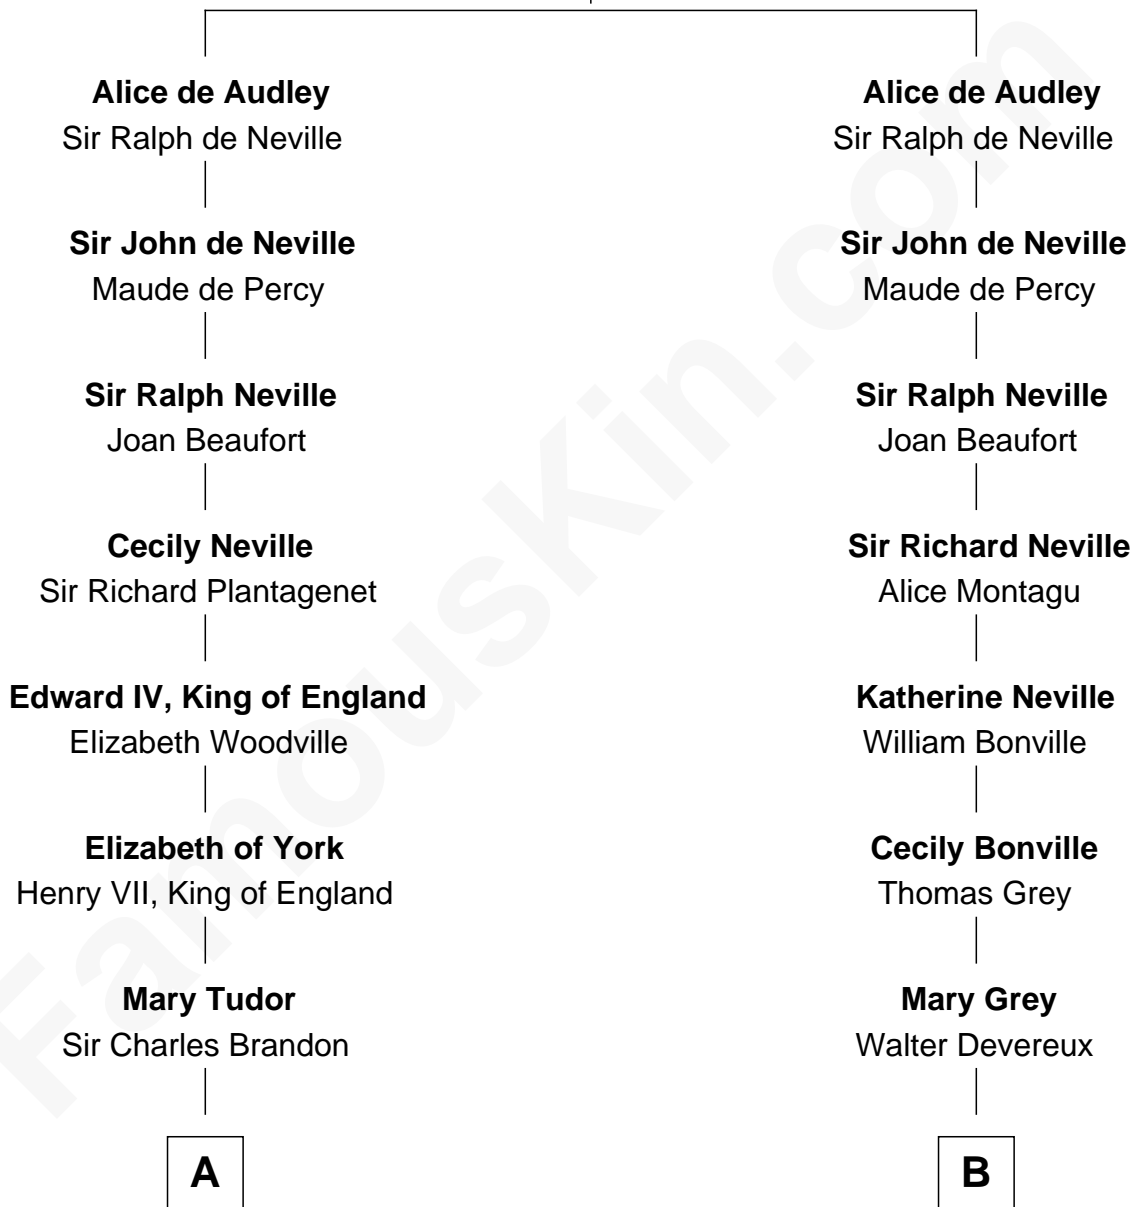 Alice de Audley
Sir Ralph de Neville
Sir John de Neville
Maude de Percy
Sir Ralph Neville
Joan Beaufort
Cecily Neville
Sir Richard Plantagenet
Edward IV, King of England
Elizabeth Woodville
Elizabeth of York
Henry VII, King of England
Mary Tudor
Sir Charles Brandon
A
Alice de Audley
Sir Ralph de Neville
Sir John de Neville
Maude de Percy
Sir Ralph Neville
Joan Beaufort
Sir Richard Neville
Alice Montagu
Katherine Neville
William Bonville
Cecily Bonville
Thomas Grey
Mary Grey
Walter Devereux
B
FamousKin.com